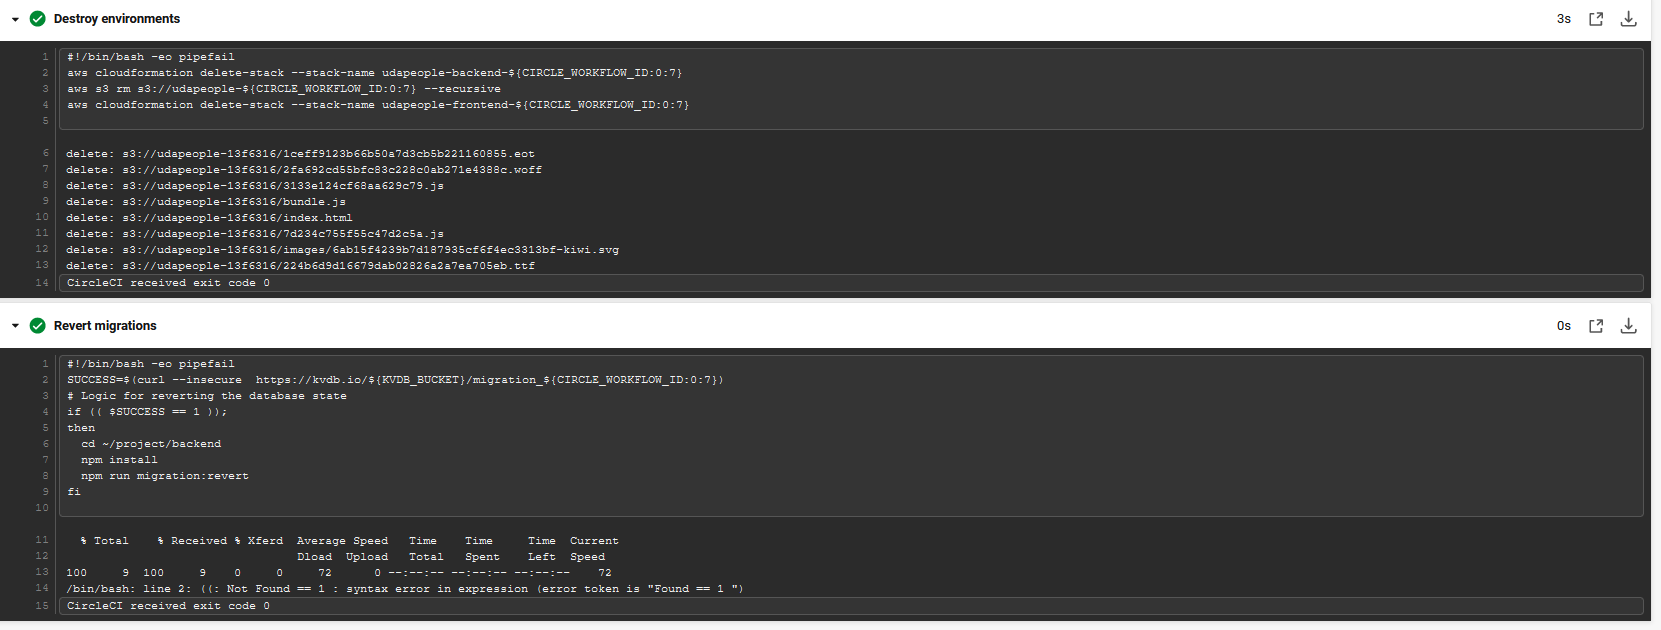 Destroy environments
3s
1 #!/bin/bash -eo pipefail
2 aws cloudformation delete-stack --stack-name udapeople-backend-${CIRCLE_WORKFLOW_ID:0:7}
3 aws s3 rm s3://udapeople-${CIRCLE_WORKFLOW_ID:0:7} --recursive
4 aws cloudformation delete-stack --stack-name udapeople-frontend-${CIRCLE_WORKFLOW_ID:0:7}
5
6 delete: s3://udapeople-13f6316/1ceff9123b66b50a7d3cb5b221160855.eot
7 delete: s3://udapeople-13f6316/2fa692cd55bfc83c228c0ab271e4388c.woff
8 delete: s3://udapeople-13f6316/3133e124cf68aa629c79.js
9 delete: s3://udapeople-13f6316/bundle.js
10 delete: s3://udapeople-13f6316/index.html
11 delete: s3://udapeople-13f6316/7d234c755f55c47d2c5a.js
12 delete: s3://udapeople-13f6316/images/6ab15f4239b7d187935cf6f4ec3313bf-kiwi.svg
13 delete: s3://udapeople-13f6316/224b6d9d16679dab02826a2a7ea705eb.ttf
14 CircleCI received exit code 0
Revert migrations
0s
1 #!/bin/bash -eo pipefail
2 SUCCESS=$(curl --insecure  https://kvdb.io/${KVDB_BUCKET}/migration_${CIRCLE_WORKFLOW_ID:0:7})
3 # Logic for reverting the database state
4 if (( $SUCCESS == 1 ));
5 then
6   cd ~/project/backend
7   npm install
8   npm run migration:revert
9 fi
10
11   % Total    % Received % Xferd  Average Speed   Time    Time     Time  Current
12                                  Dload  Upload   Total   Spent    Left  Speed
13 100     9  100     9    0     0     72      0 --:--:-- --:--:-- --:--:--    72
14 /bin/bash: line 2: ((: Not Found == 1 : syntax error in expression (error token is "Found == 1 ")
15 CircleCI received exit code 0